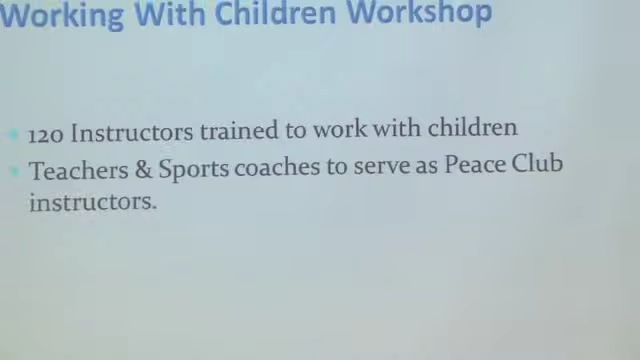 Working With Children Workshop
120 Instructors trained to work with children
Teachers & Sports coaches to serve as Peace Club
instructors.